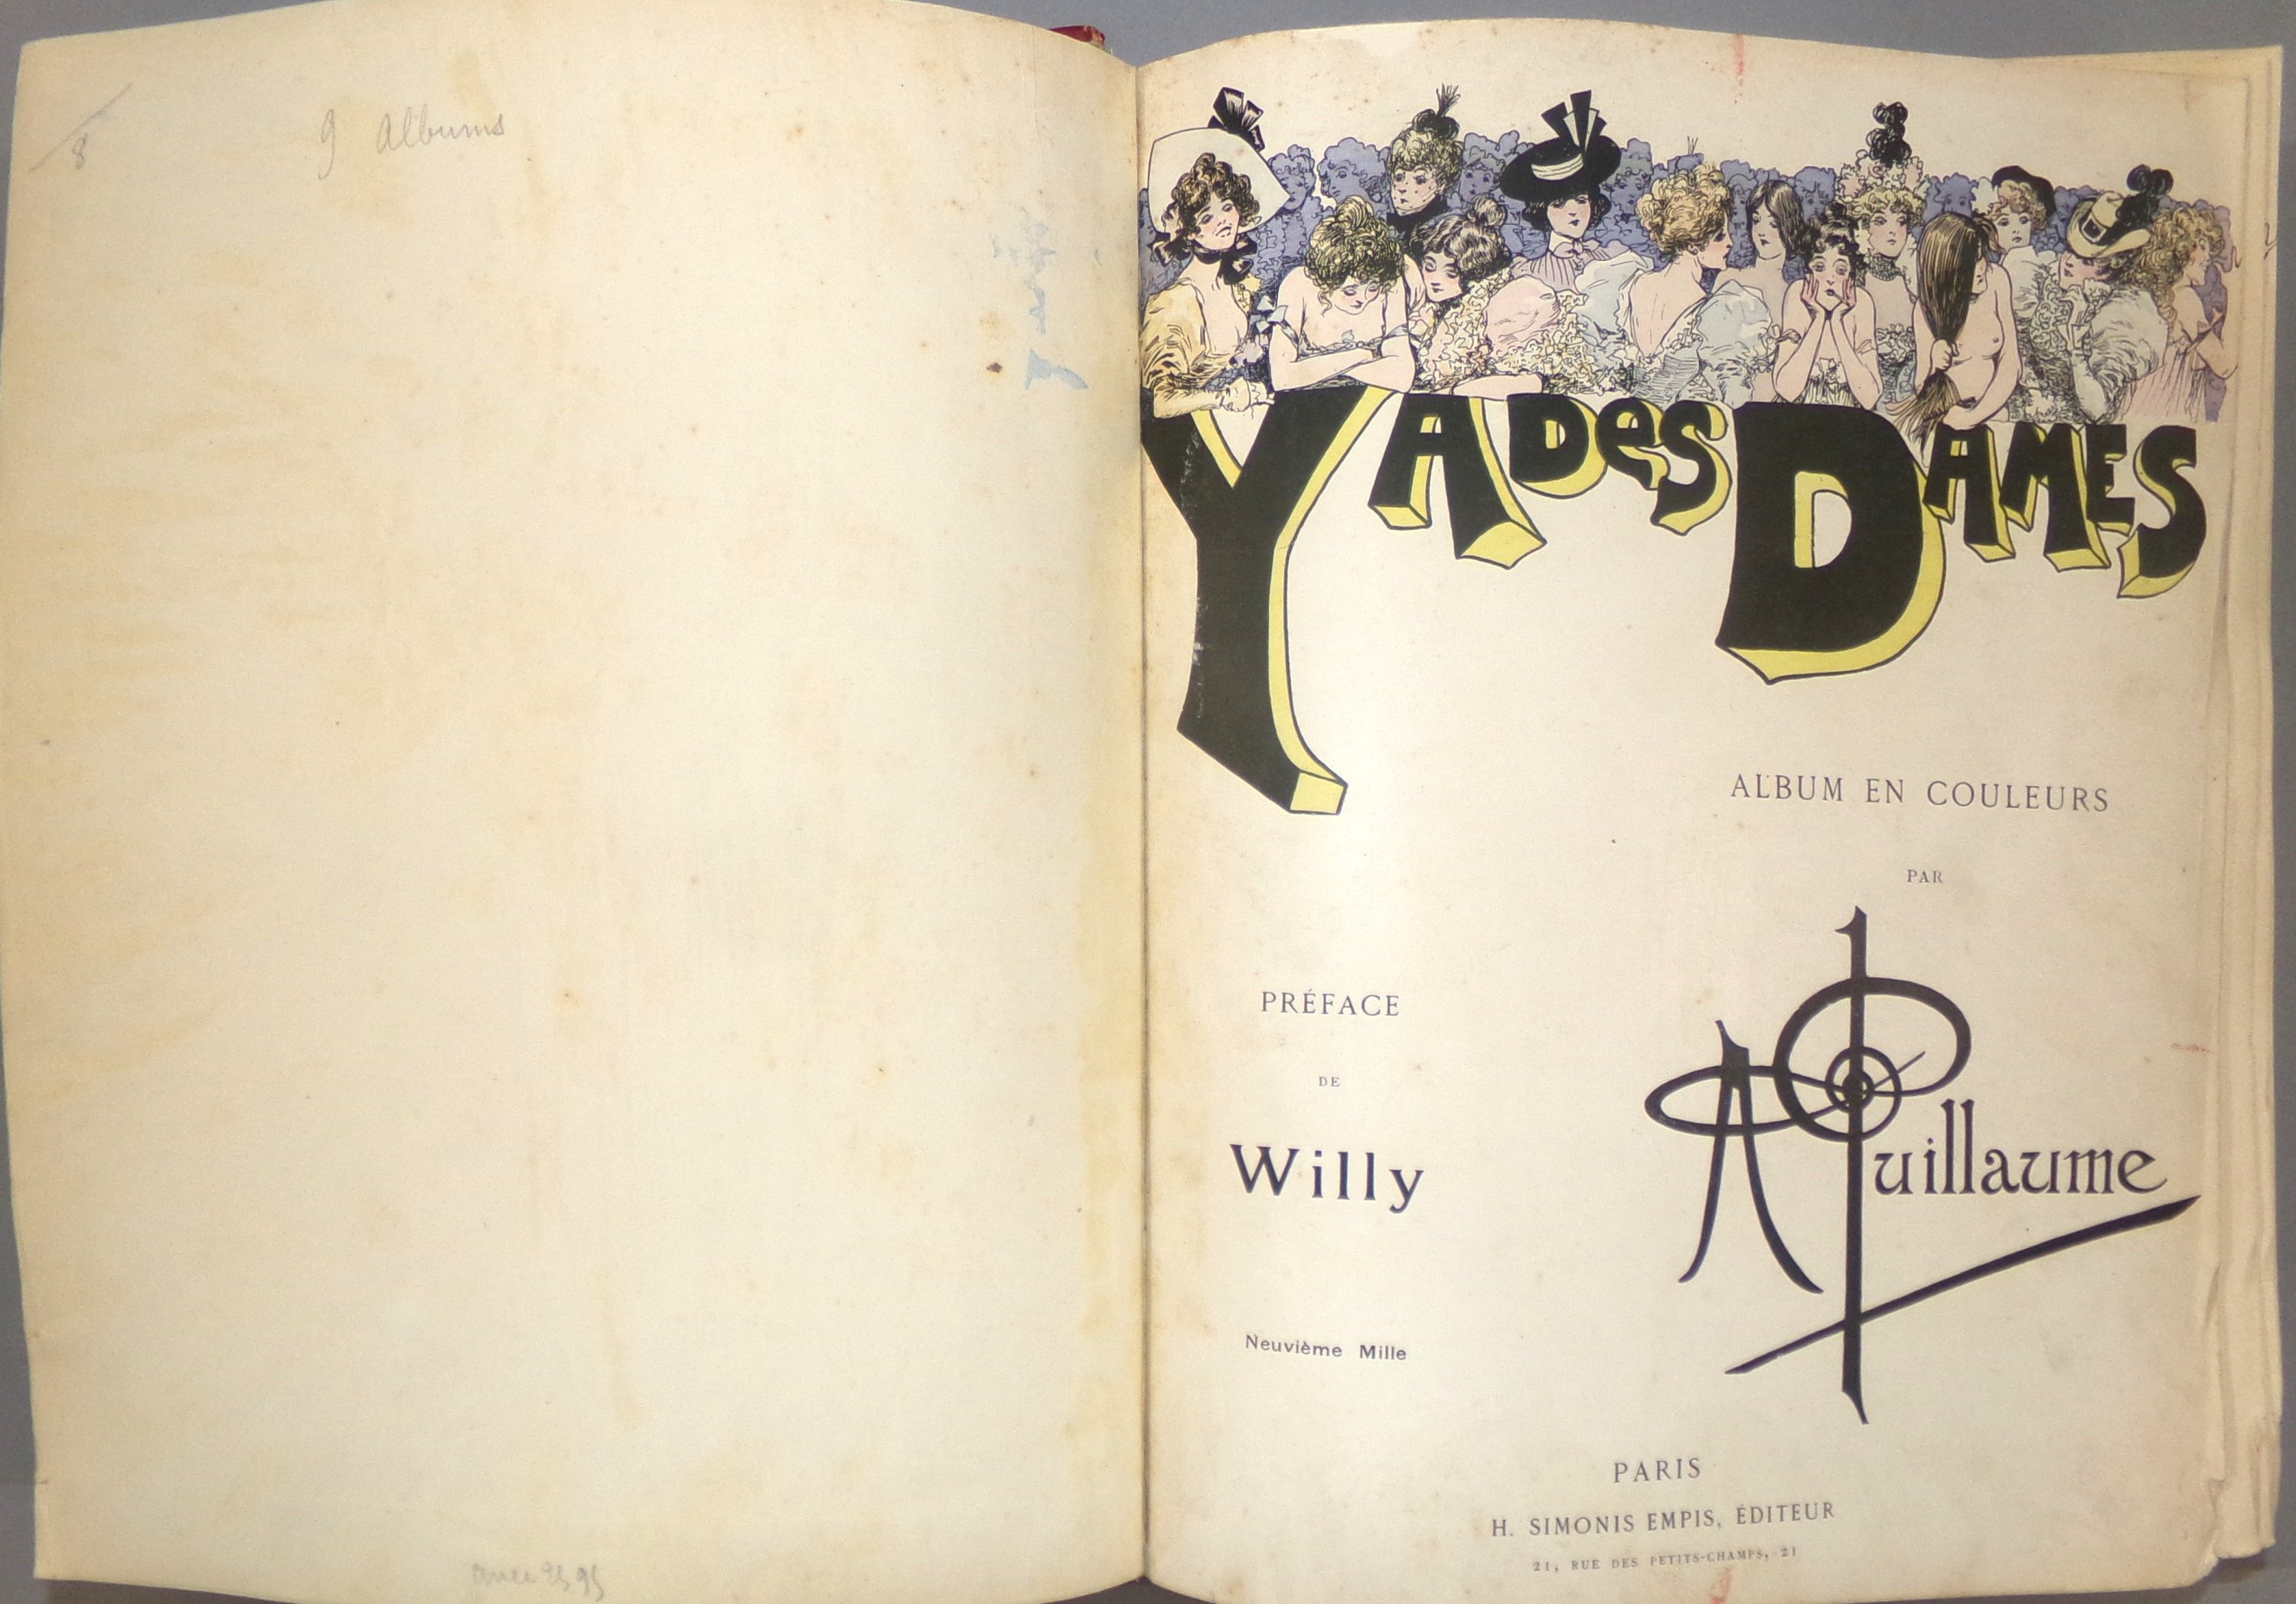 8
9 Albums
Y A DES DAMES
ALBUM EN COULEURS
PAR
A Guillaume
PRÉFACE
DE
Willy
Neuvième Mille
PARIS
H. SIMONIS EMPIS, ÉDITEUR
21, RUE DES PETITS-CHAMPS, 21